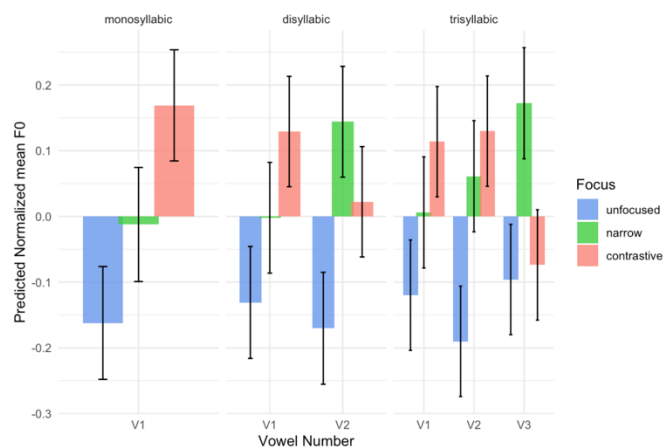 monosyllabic disyllabic trisyllabic
Predicted Normalized mean F0
0.2
0.1
0.0
-0.1
-0.2
-0.3
V1 V1 V2 V1 V2 V3
Vowel Number
Focus
unfocused
narrow
contrastive